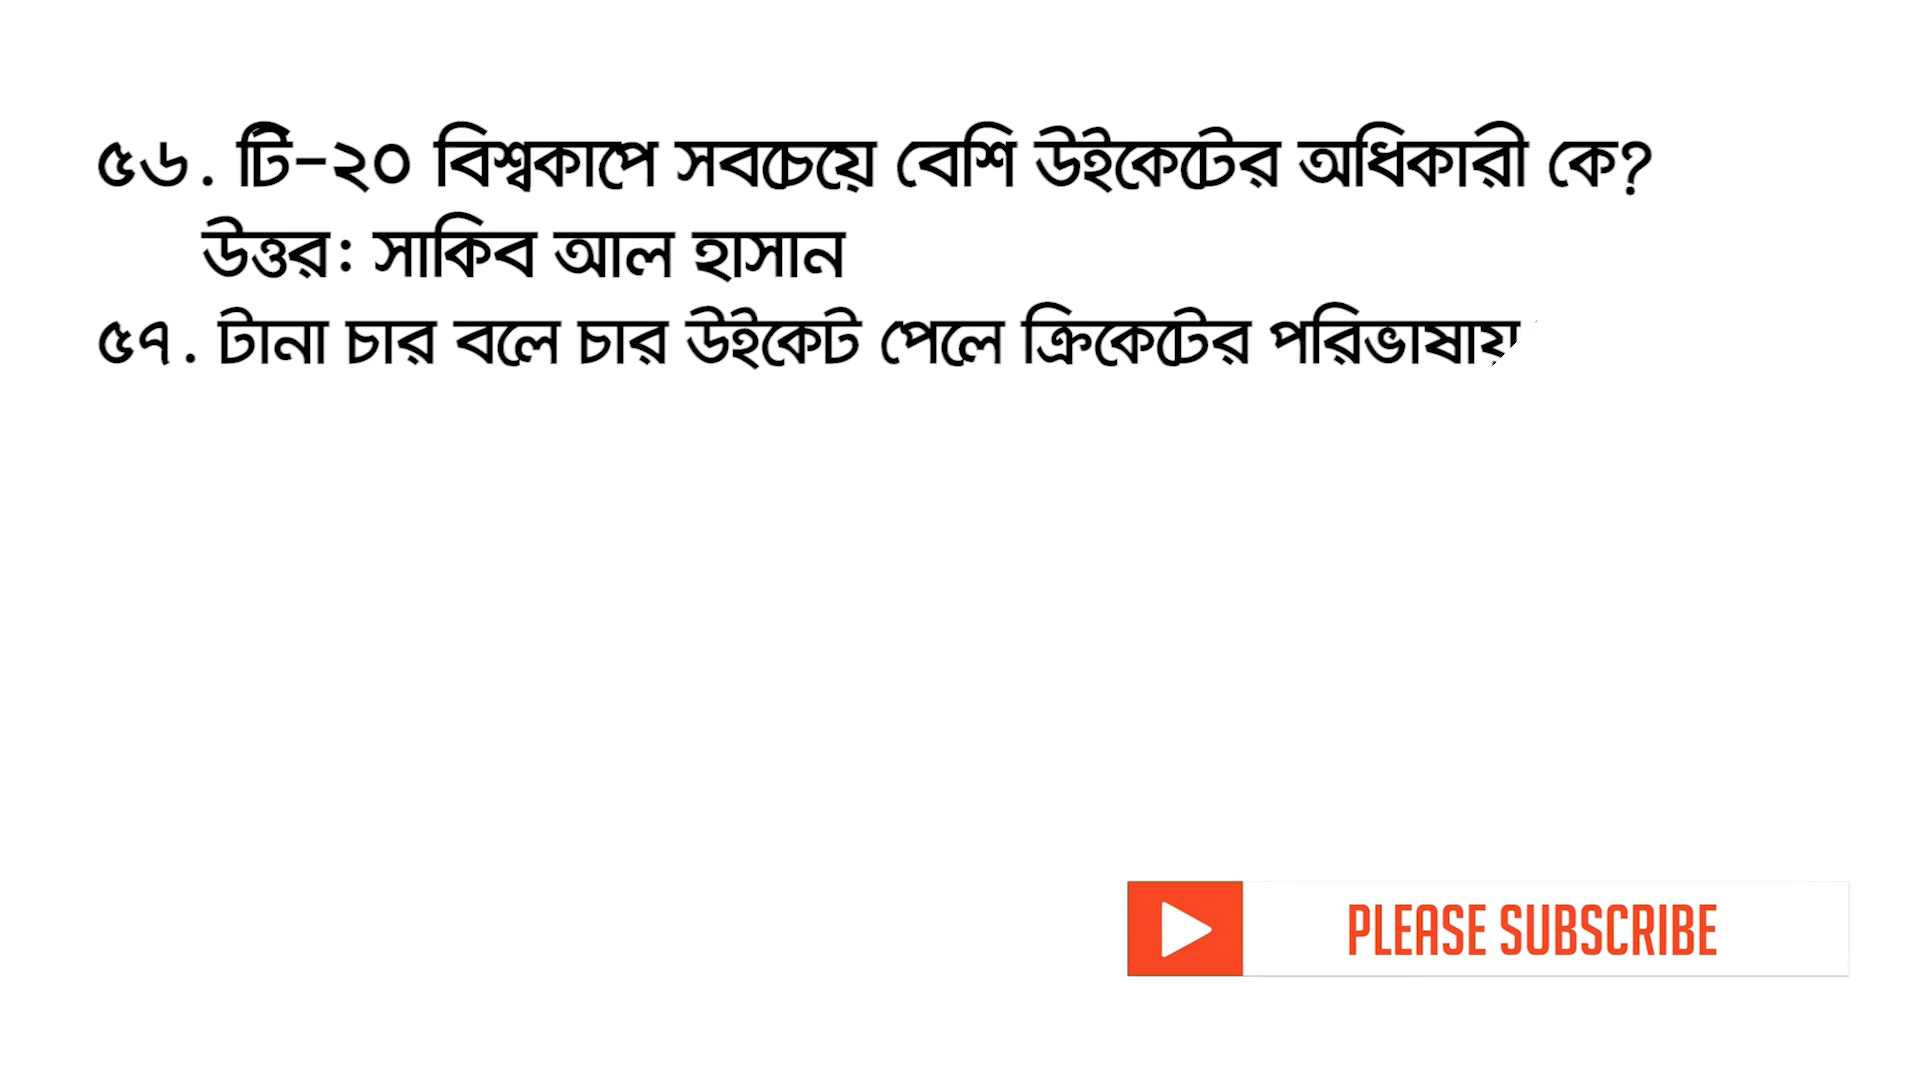 ৫৬. টি-২০ বিশ্বকাপে সবচেয়ে বেশি উইকেটের অধিকারী কে?
উত্তর: সাকিব আল হাসান
৫৭. টানা চার বলে চার উইকেট পেলে ক্রিকেটের পরিভাষায়
PLEASE SUBSCRIBE